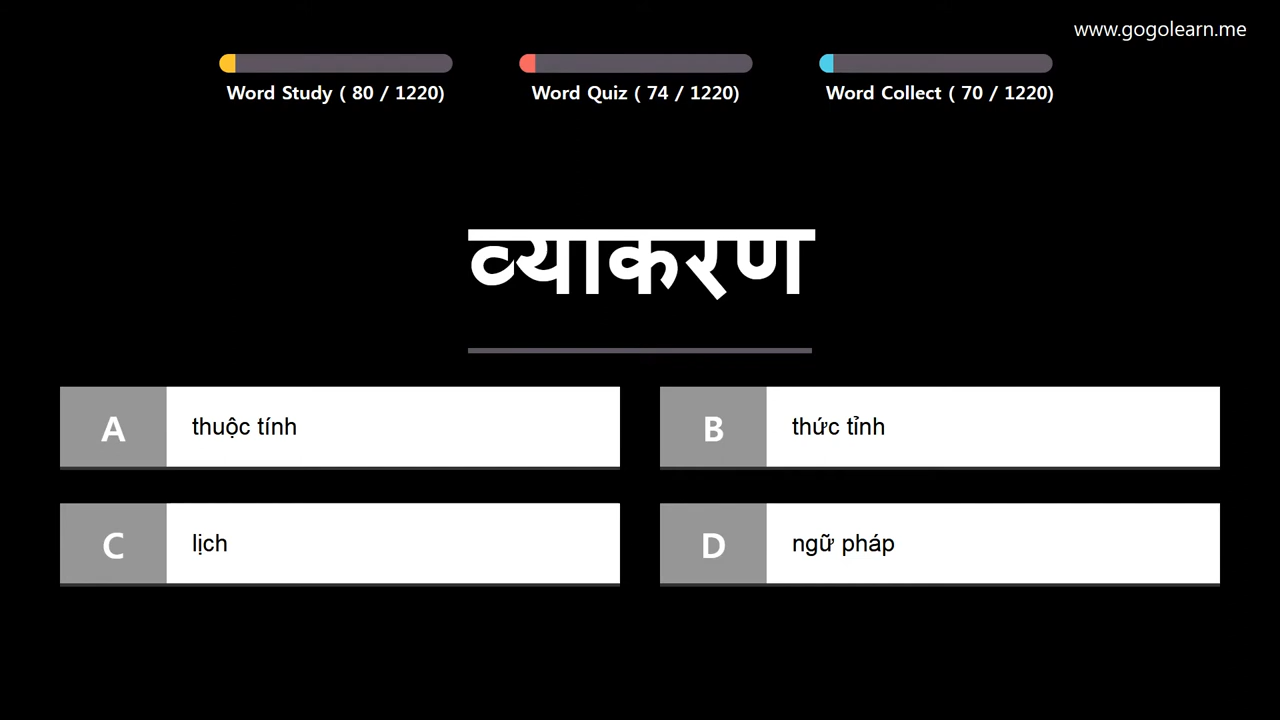 www.gogolearn.me
Word Study ( 80 / 1220)
Word Quiz ( 74 / 1220)
Word Collect ( 70 / 1220)
व्याकरण
A thuộc tính
B thức tỉnh
C lịch
D ngữ pháp